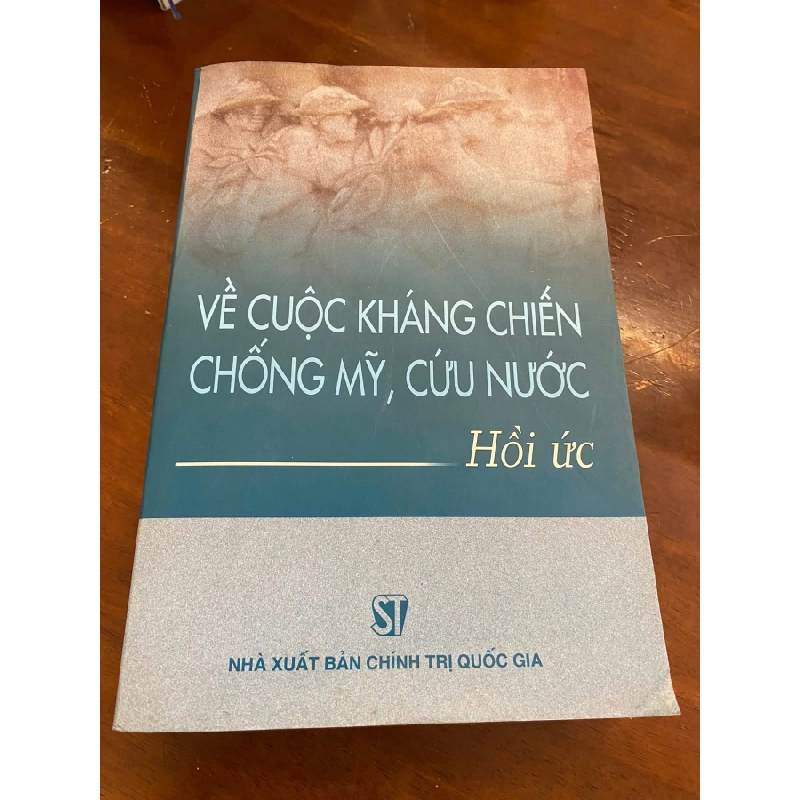 VỀ CUỘC KHÁNG CHIẾN
CHỐNG MỸ, CỨU NƯỚC
Hồi ức
ST
NHÀ XUẤT BẢN CHÍNH TRỊ QUỐC GIA